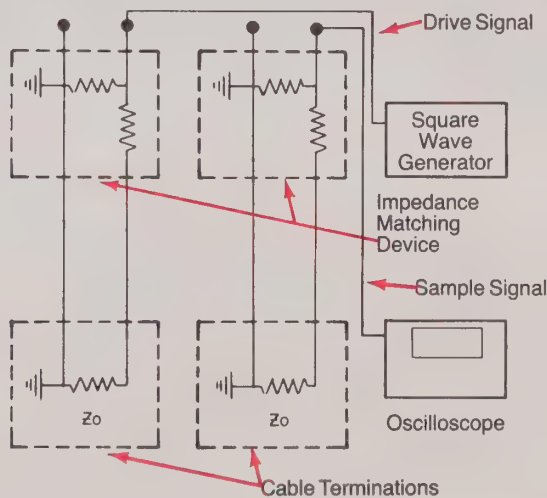 Drive Signal
Square
Wave
Generator
Impedance
Matching
Device
Sample Signal
Oscilloscope
Zo
Zo
Cable Terminations